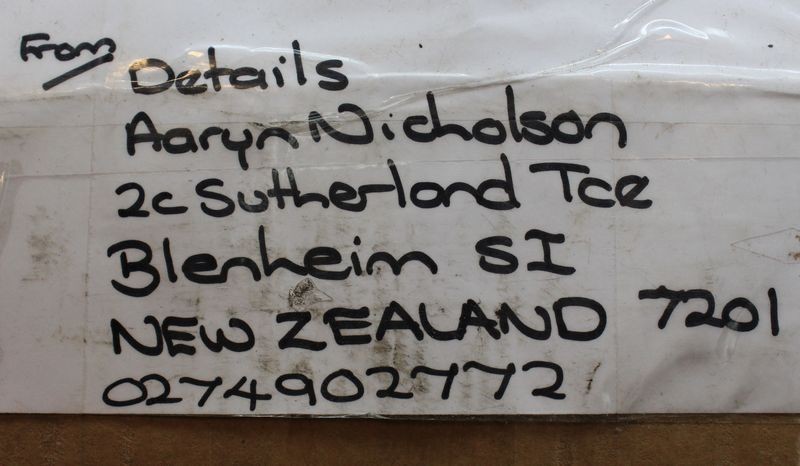 From Details
Aaryn Nicholson
2c Sutherland Tce
Blenheim SI
NEW ZEALAND 7201
0274902772